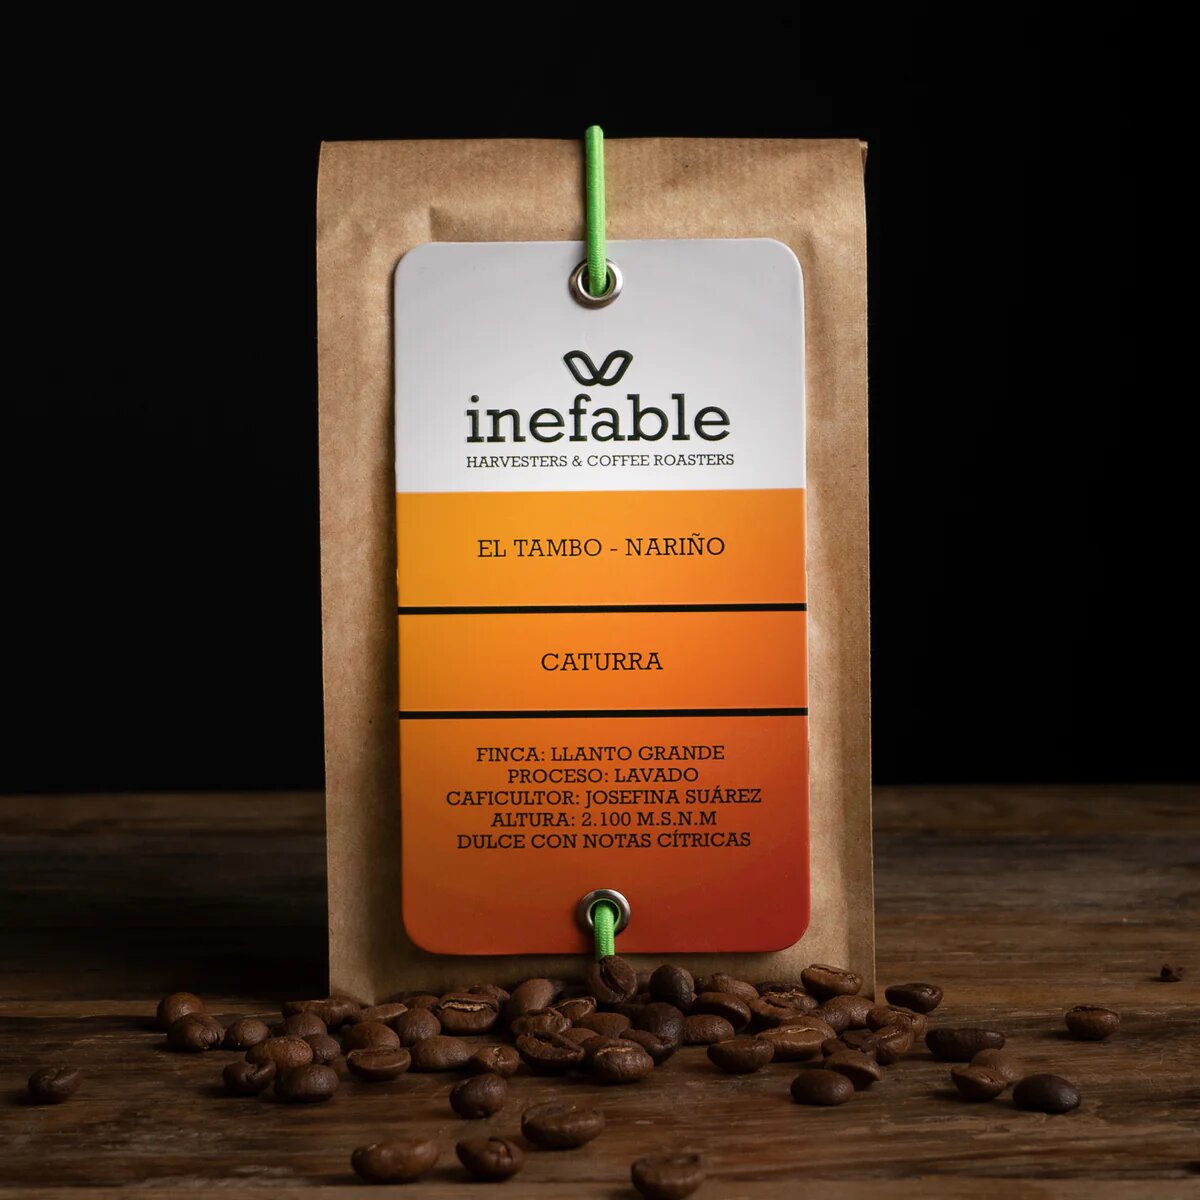 inefable
HARVESTERS & COFFEE ROASTERS
EL TAMBO - NARIÑO
CATURRA
FINCA: LLANTO GRANDE
PROCESO: LAVADO
CAFICULTOR: JOSEFINA SUÁREZ
ALTURA: 2.100 M.S.N.M
DULCE CON NOTAS CÍTRICAS